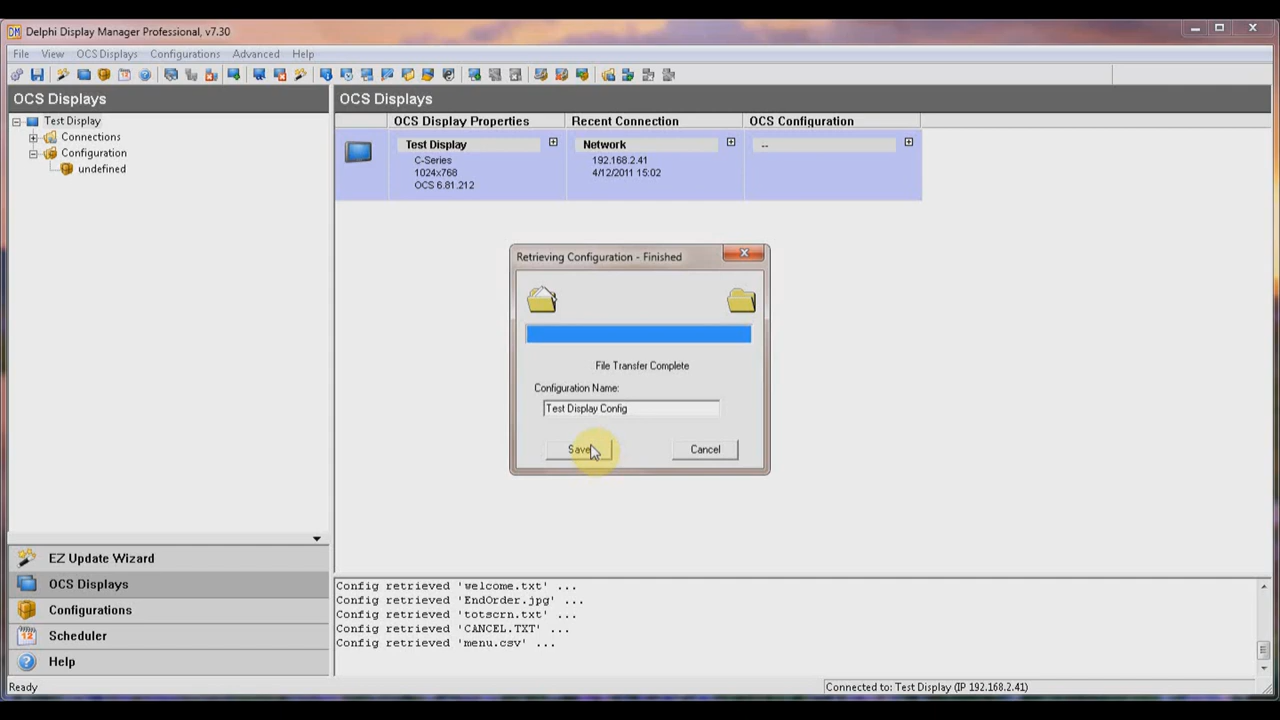 DM Delphi Display Manager Professional, v7.30
File View OCS Displays Configurations Advanced Help
OCS Displays
Test Display
Connections
Configuration
undefined
OCS Displays
OCS Display Properties Recent Connection OCS Configuration
Test Display Network --
C-Series 192.168.2.41
1024x768 4/12/2011 15:02
OCS 6.81.212
Retrieving Configuration - Finished
File Transfer Complete
Configuration Name:
Test Display Config
Save Cancel
EZ Update Wizard
OCS Displays
Configurations
12 Scheduler
Help
Config retrieved 'welcome.txt' ...
Config retrieved 'EndOrder.jpg' ...
Config retrieved 'totscrn.txt' ...
Config retrieved 'CANCEL.TXT' ...
Config retrieved 'menu.csv' ...
Ready Connected to: Test Display (IP 192.168.2.41)